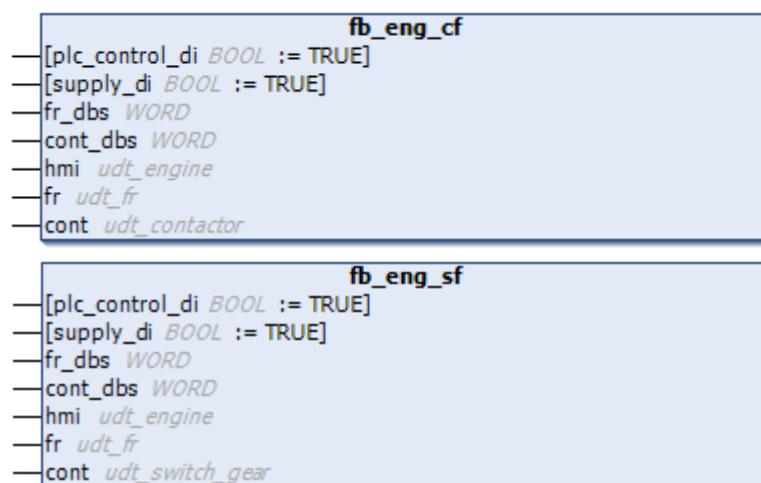 fb_eng_cf
[plc_control_di BOOL := TRUE]
[supply_di BOOL := TRUE]
fr_dbs WORD
cont_dbs WORD
hmi udt_engine
fr udt_fr
cont udt_contactor
fb_eng_sf
[plc_control_di BOOL := TRUE]
[supply_di BOOL := TRUE]
fr_dbs WORD
cont_dbs WORD
hmi udt_engine
fr udt_fr
cont udt_switch_gear